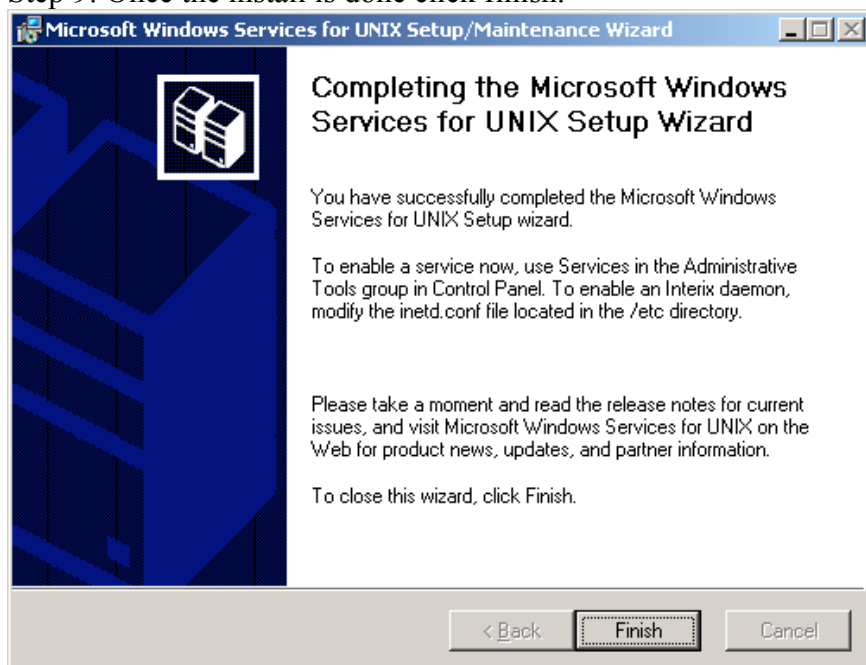 Step 9: Once the install is done click finish.
Microsoft Windows Services for UNIX Setup/Maintenance Wizard
Completing the Microsoft Windows
Services for UNIX Setup Wizard
You have successfully completed the Microsoft Windows
Services for UNIX Setup wizard.
To enable a service now, use Services in the Administrative
Tools group in Control Panel. To enable an Interix daemon,
modify the inetd.conf file located in the /etc directory.
Please take a moment and read the release notes for current
issues, and visit Microsoft Windows Services for UNIX on the
Web for product news, updates, and partner information.
To close this wizard, click Finish.
< Back Finish Cancel